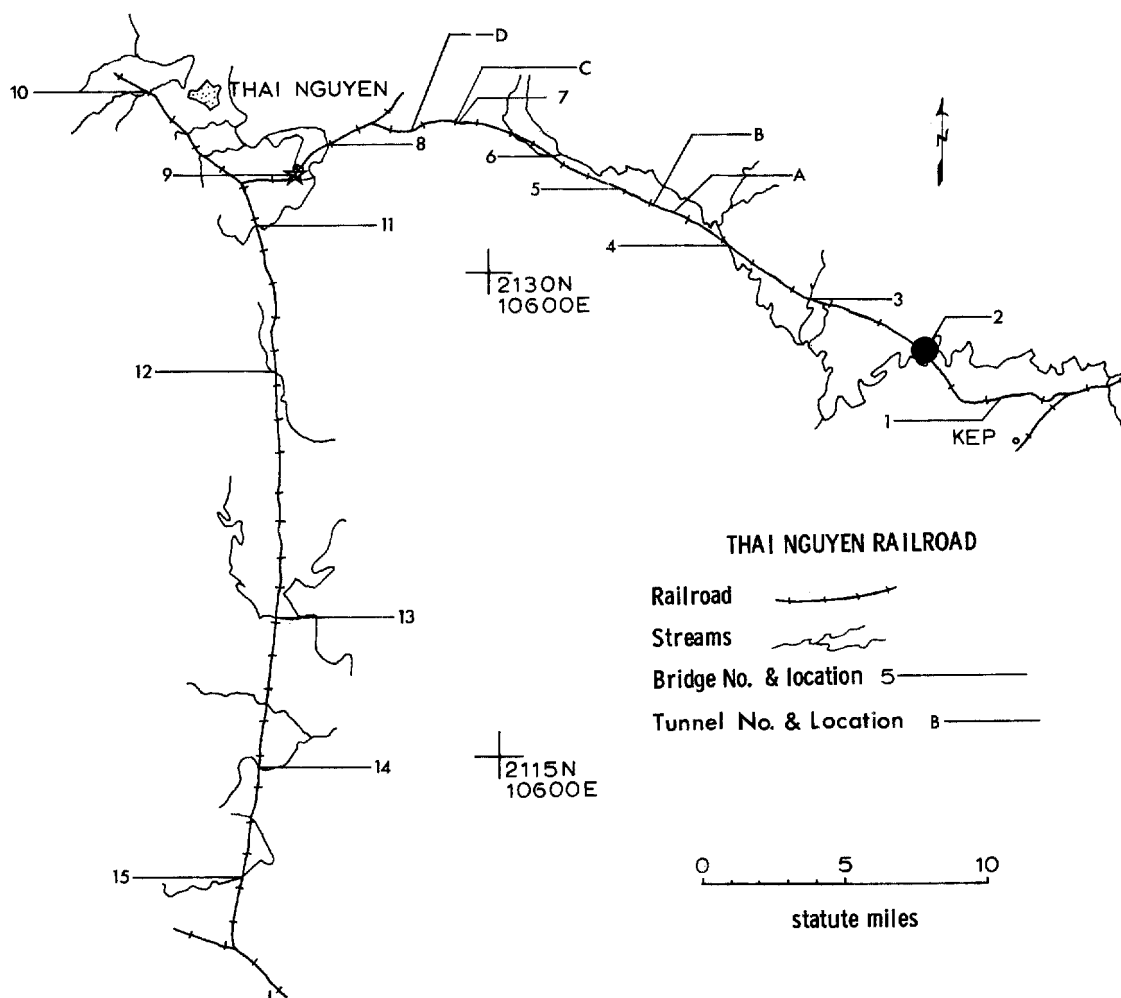 D
C
10
THAI NGUYEN
7
B
8
6
A
N
9
5
11
4
2130N
10600E
3
2
12
1
KEP
THAI NGUYEN RAILROAD
Railroad
13
Streams
Bridge No. & location 5
Tunnel No. & Location B
14
2115N
10600E
15
0 5 10
statute miles